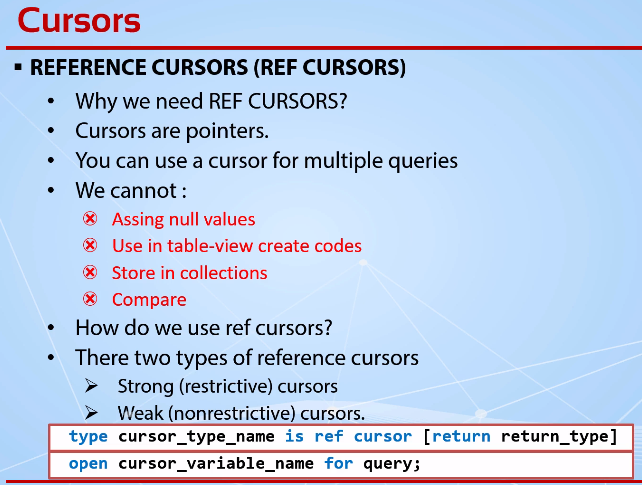 Cursors
▪ REFERENCE CURSORS (REF CURSORS)
• Why we need REF CURSORS?
• Cursors are pointers.
• You can use a cursor for multiple queries
• We cannot :
Assing null values
Use in table-view create codes
Store in collections
Compare
• How do we use ref cursors?
• There two types of reference cursors
➢ Strong (restrictive) cursors
➢ Weak (nonrestrictive) cursors.
type cursor_type_name is ref cursor [return return_type]
open cursor_variable_name for query;